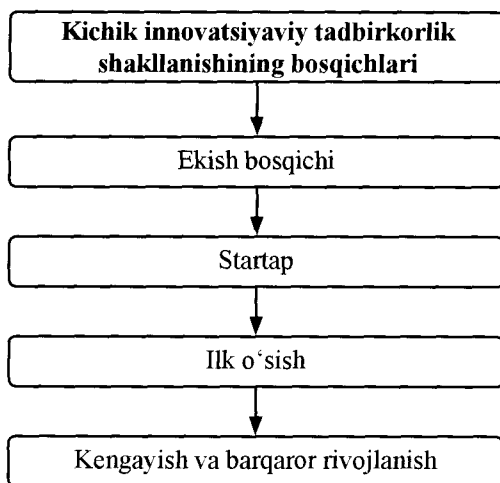 Kichik innovatsiyaviy tadbirkorlik
shakllanishining bosqichlari
Ekish bosqichi
Startap
Ilk o‘sish
Kengayish va barqaror rivojlanish